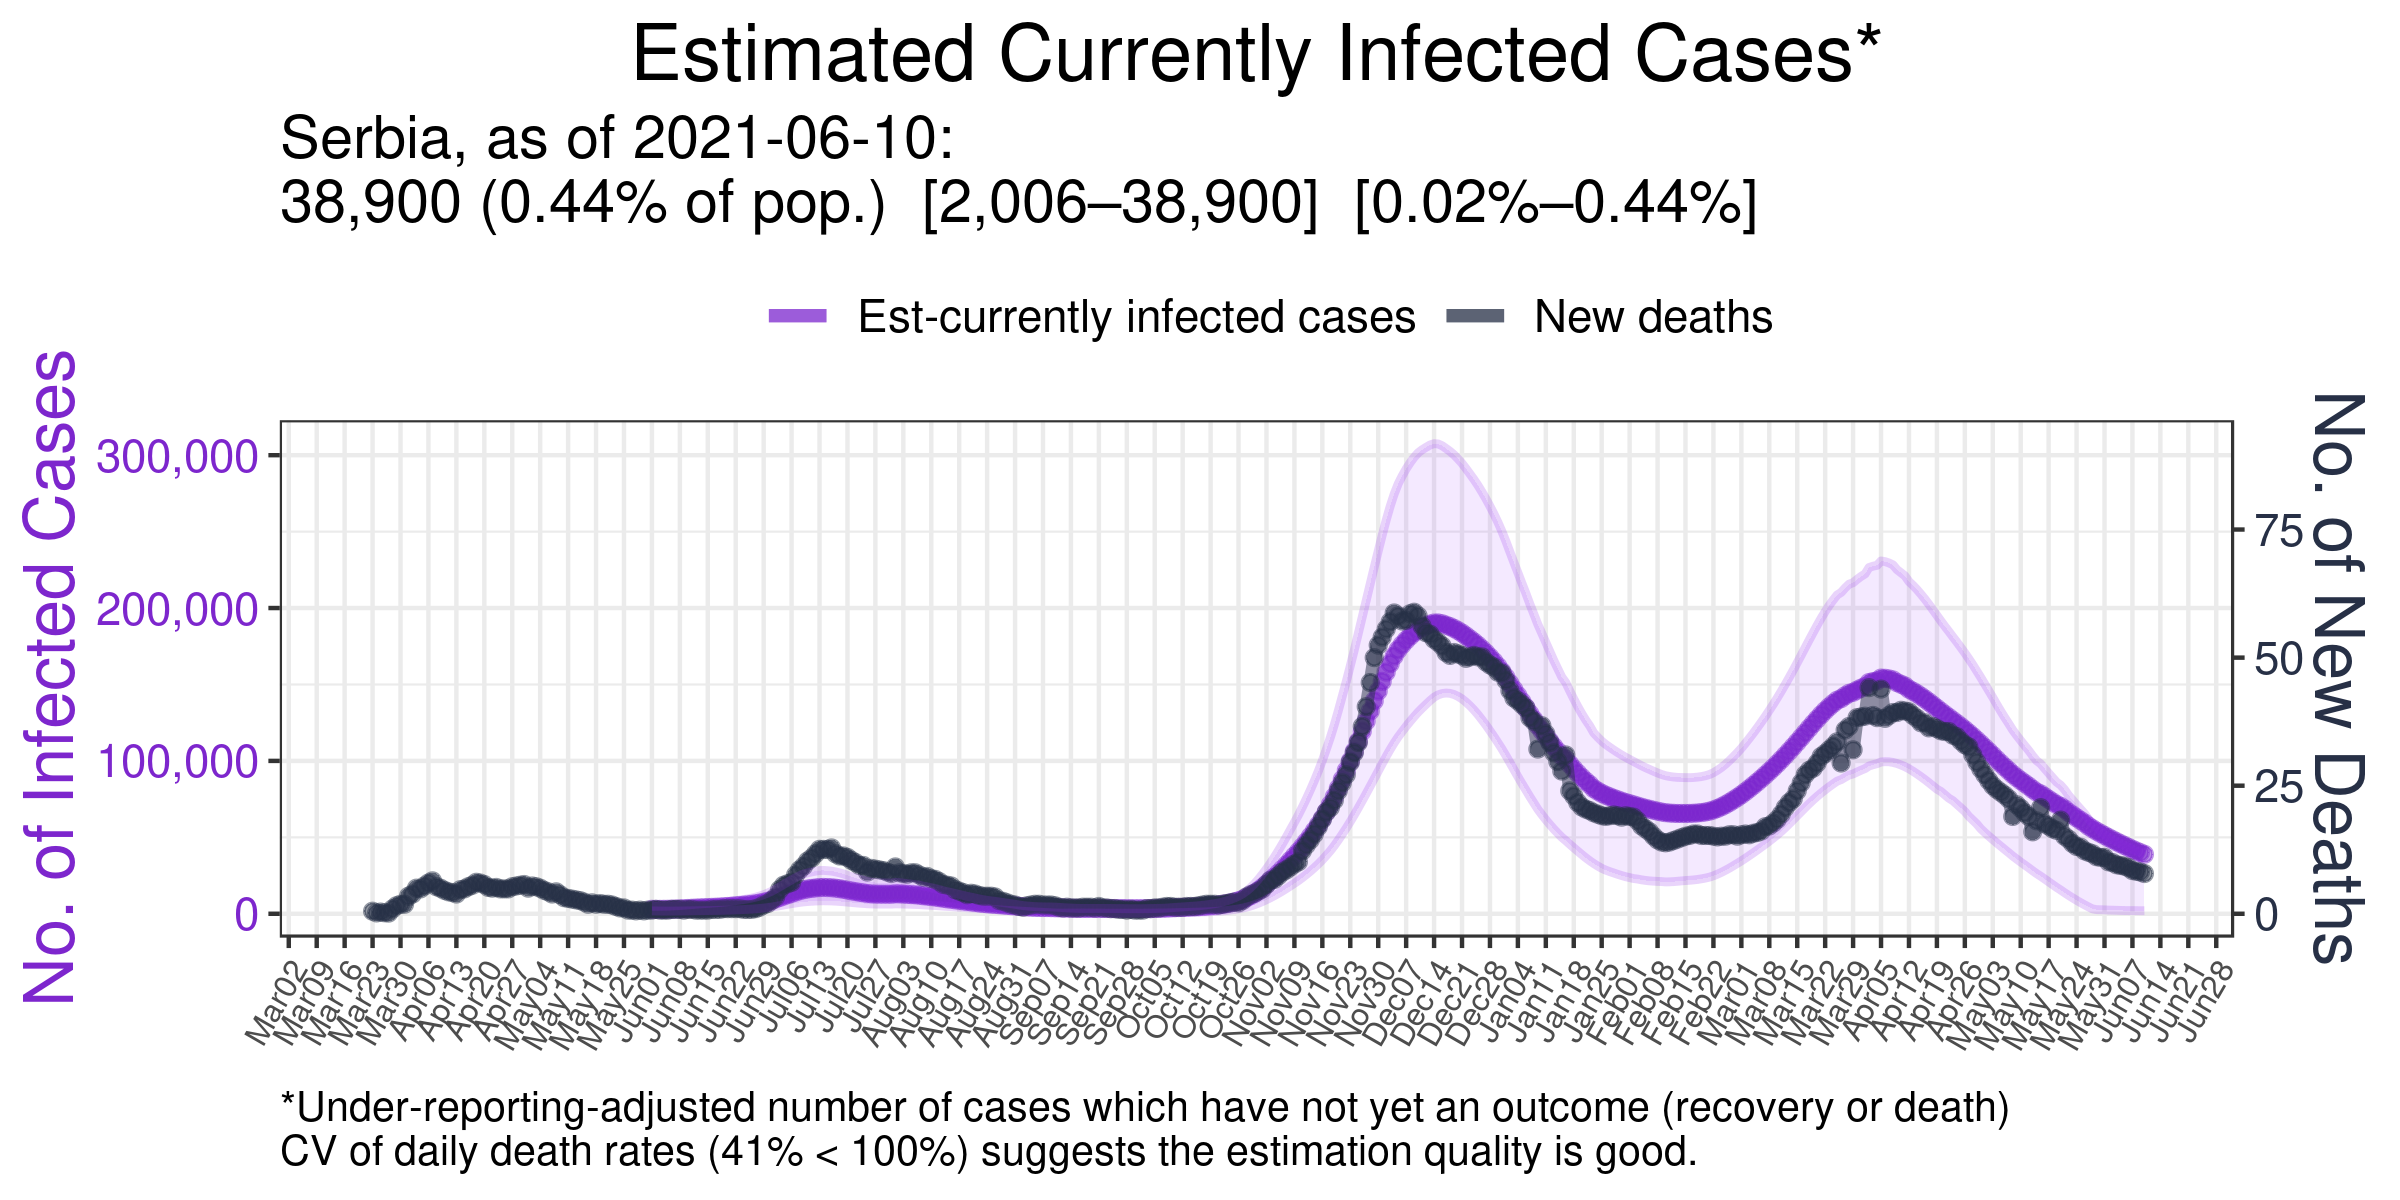 Estimated Currently Infected Cases*
Serbia, as of 2021-06-10:
38,900 (0.44% of pop.)  [2,006–38,900]  [0.02%–0.44%]
Est-currently infected cases
New deaths
No. of Infected Cases
300,000
200,000
100,000
0
No. of New Deaths
75
50
25
0
Mar02
Mar09
Mar16
Mar23
Mar30
Apr06
Apr13
Apr20
Apr27
May04
May11
May18
May25
Jun01
Jun08
Jun15
Jun22
Jun29
Jul06
Jul13
Jul20
Jul27
Aug03
Aug10
Aug17
Aug24
Aug31
Sep07
Sep14
Sep21
Sep28
Oct05
Oct12
Oct19
Oct26
Nov02
Nov09
Nov16
Nov23
Nov30
Dec07
Dec14
Dec21
Dec28
Jan04
Jan11
Jan18
Jan25
Feb01
Feb08
Feb15
Feb22
Mar01
Mar08
Mar15
Mar22
Mar29
Apr05
Apr12
Apr19
Apr26
May03
May10
May17
May24
May31
Jun07
Jun14
Jun21
Jun28
*Under-reporting-adjusted number of cases which have not yet an outcome (recovery or death)
CV of daily death rates (41% < 100%) suggests the estimation quality is good.